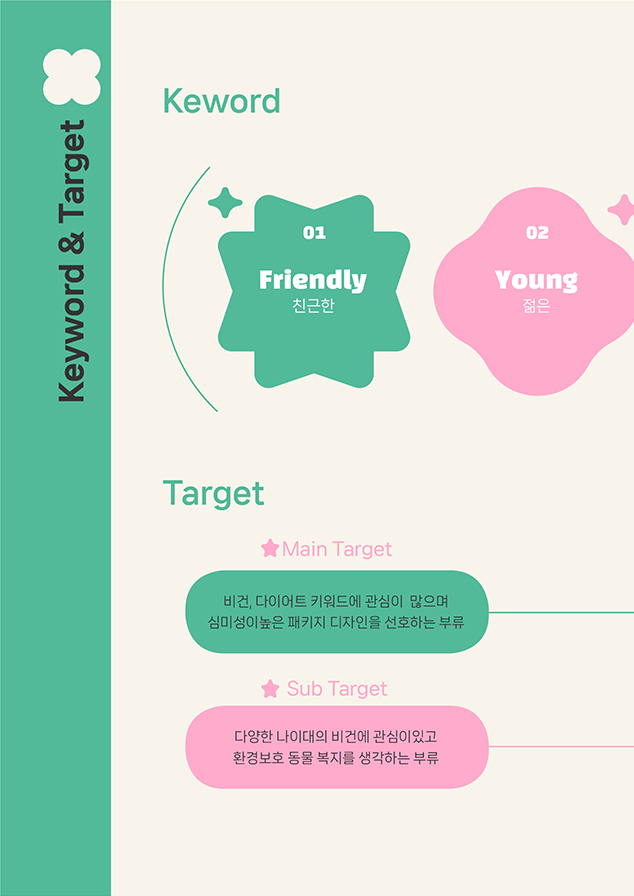 Keyword & Target
Keword
01
Friendly
친근한
02
Young
젊은
Target
Main Target
비건, 다이어트 키워드에 관심이 많으며
심미성이높은 패키지 디자인을 선호하는 부류
Sub Target
다양한 나이대의 비건에 관심이있고
환경보호 동물 복지를 생각하는 부류